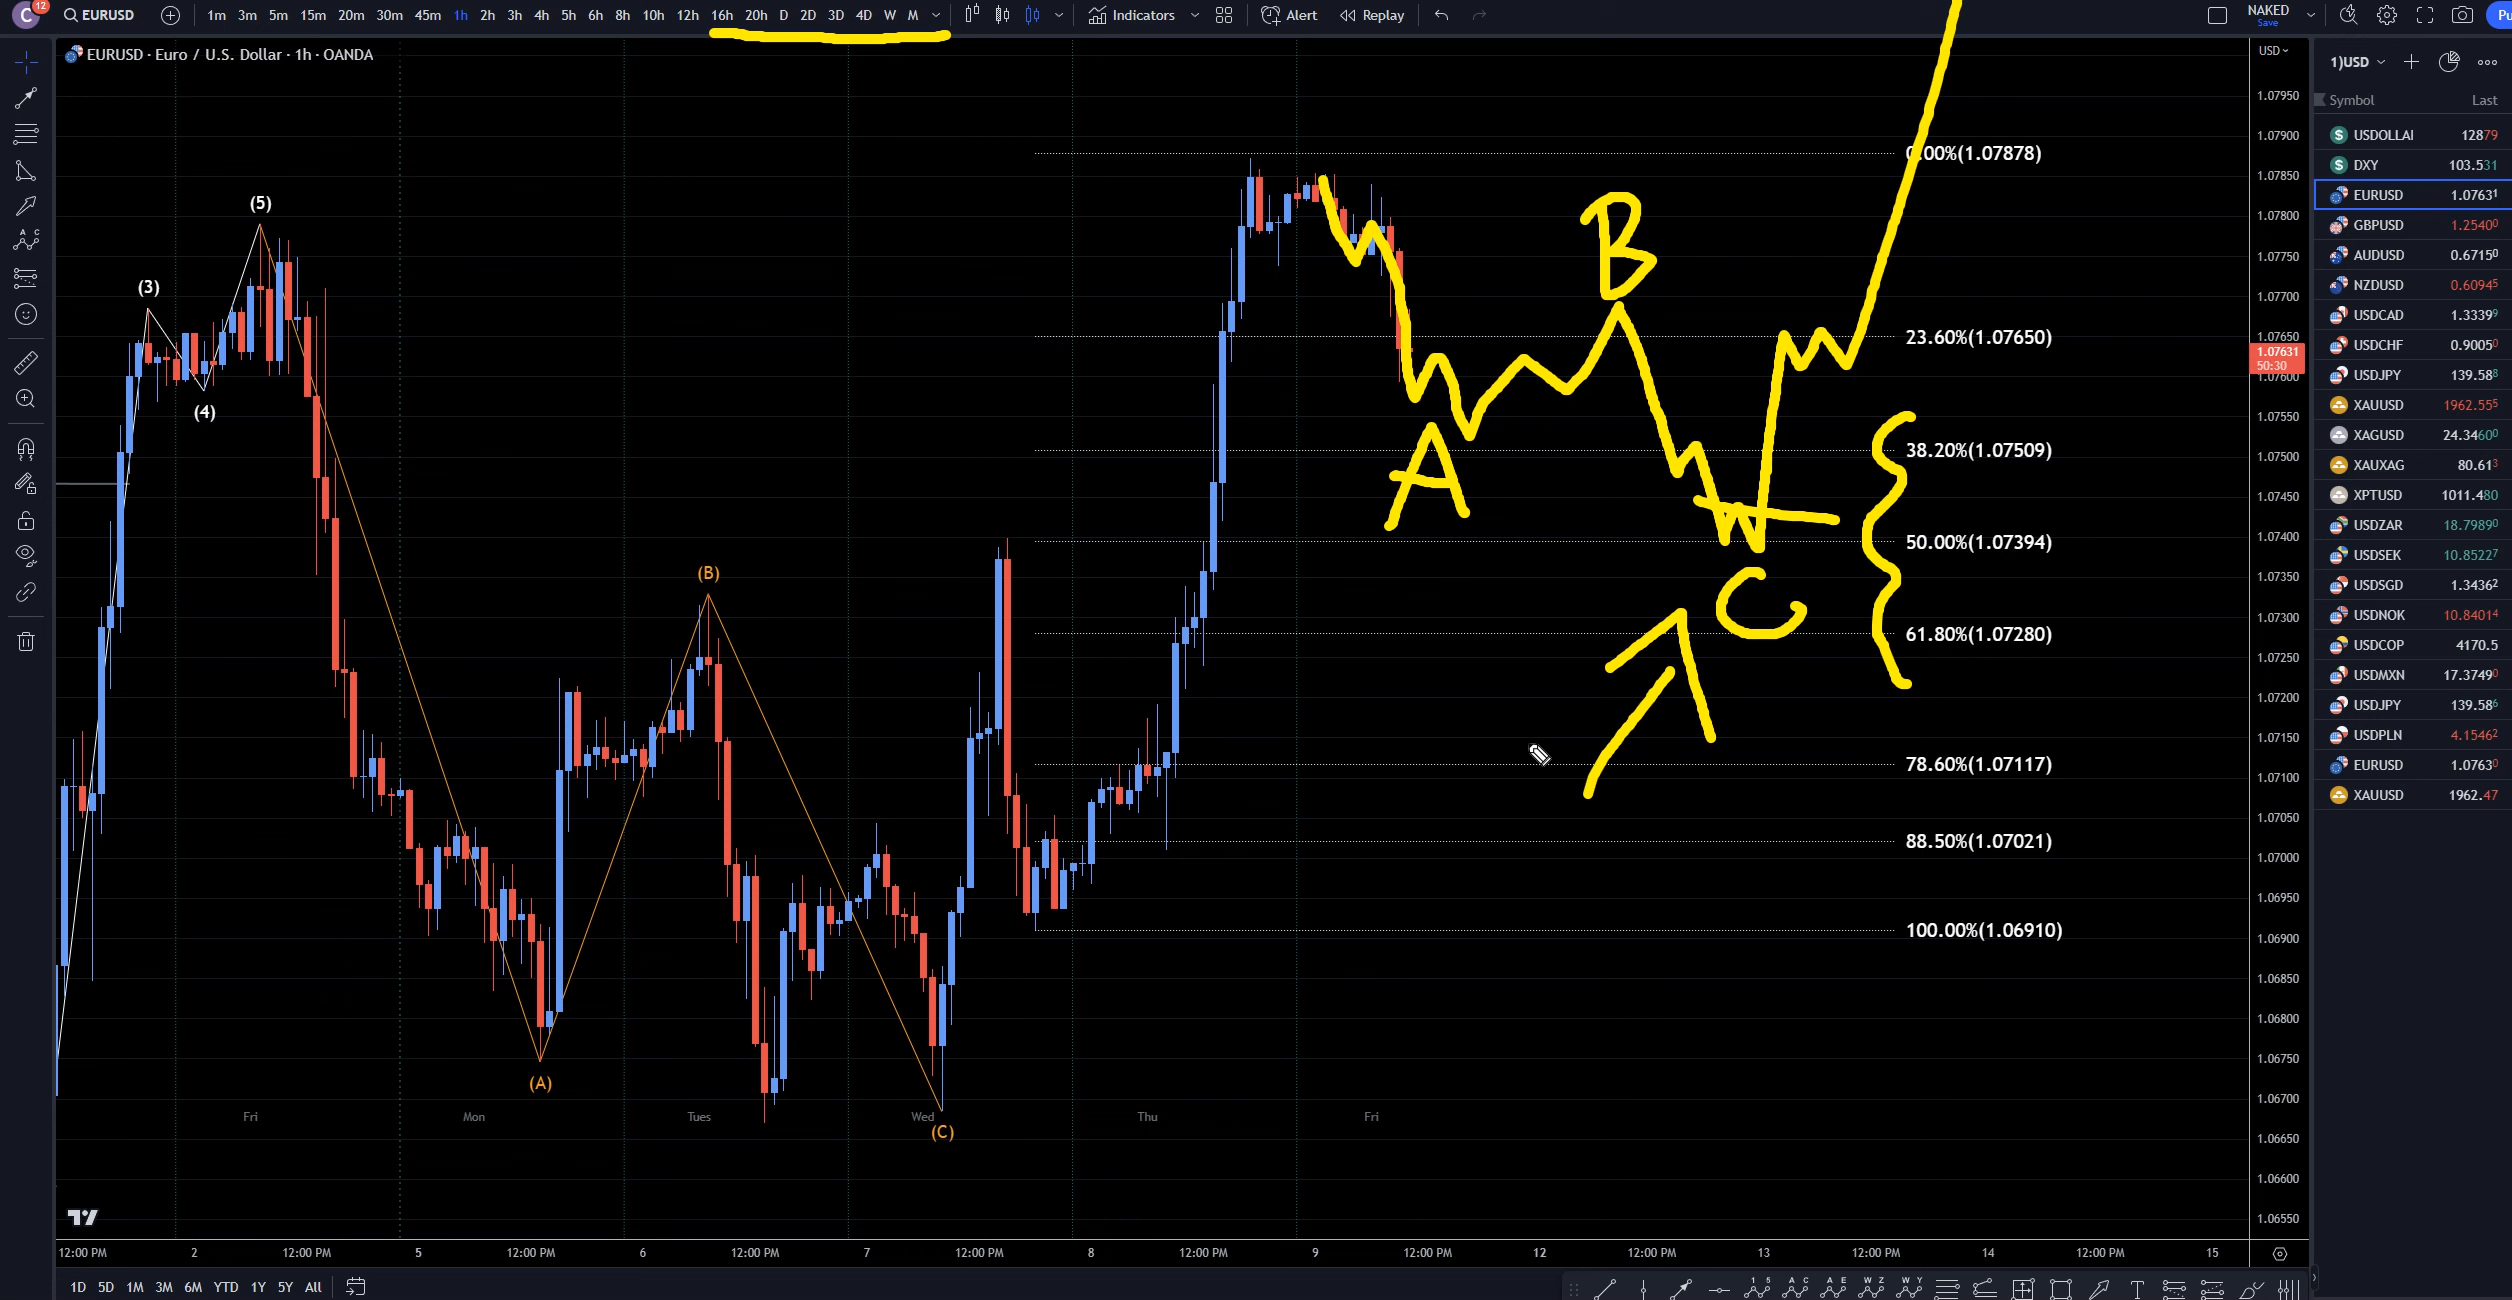 C 12 EURUSD 1m 3m 5m 15m 20m 30m 45m 1h 2h 3h 4h 5h 6h 8h 10h 12h 16h 20h D 2D 3D 4D W M Indicators Alert Replay NAKED Save Pu
EURUSD · Euro / U.S. Dollar · 1h · OANDA
USD
1)USD
Symbol Last
1.07950
1.07900
1.07850
1.07800
1.07750
1.07700
1.07650
1.07631
50:30
1.07600
1.07550
1.07500
1.07450
1.07400
1.07350
1.07300
1.07250
1.07200
1.07150
1.07100
1.07050
1.07000
1.06950
1.06900
1.06850
1.06800
1.06750
1.06700
1.06650
1.06600
1.06550
0.00%(1.07878)
23.60%(1.07650)
38.20%(1.07509)
50.00%(1.07394)
61.80%(1.07280)
78.60%(1.07117)
88.50%(1.07021)
100.00%(1.06910)
(3)
(4)
(5)
(A)
(B)
(C)
A
B
C
USDOLLAI 12879
DXY 103.531
EURUSD 1.07631
GBPUSD 1.25400
AUDUSD 0.67150
NZDUSD 0.60945
USDCAD 1.33399
USDCHF 0.90050
USDJPY 139.588
XAUUSD 1962.555
XAGUSD 24.34600
XAUXAG 80.613
XPTUSD 1011.480
USDZAR 18.79890
USDSEK 10.85227
USDSGD 1.34362
USDNOK 10.84014
USDCOP 4170.5
USDMXN 17.37490
USDJPY 139.586
USDPLN 4.15462
EURUSD 1.07630
XAUUSD 1962.47
Fri Mon Tues Wed Thu Fri
12:00 PM 2 12:00 PM 5 12:00 PM 6 12:00 PM 7 12:00 PM 8 12:00 PM 9 12:00 PM 12 12:00 PM 13 12:00 PM 14 12:00 PM 15
1D 5D 1M 3M 6M YTD 1Y 5Y All